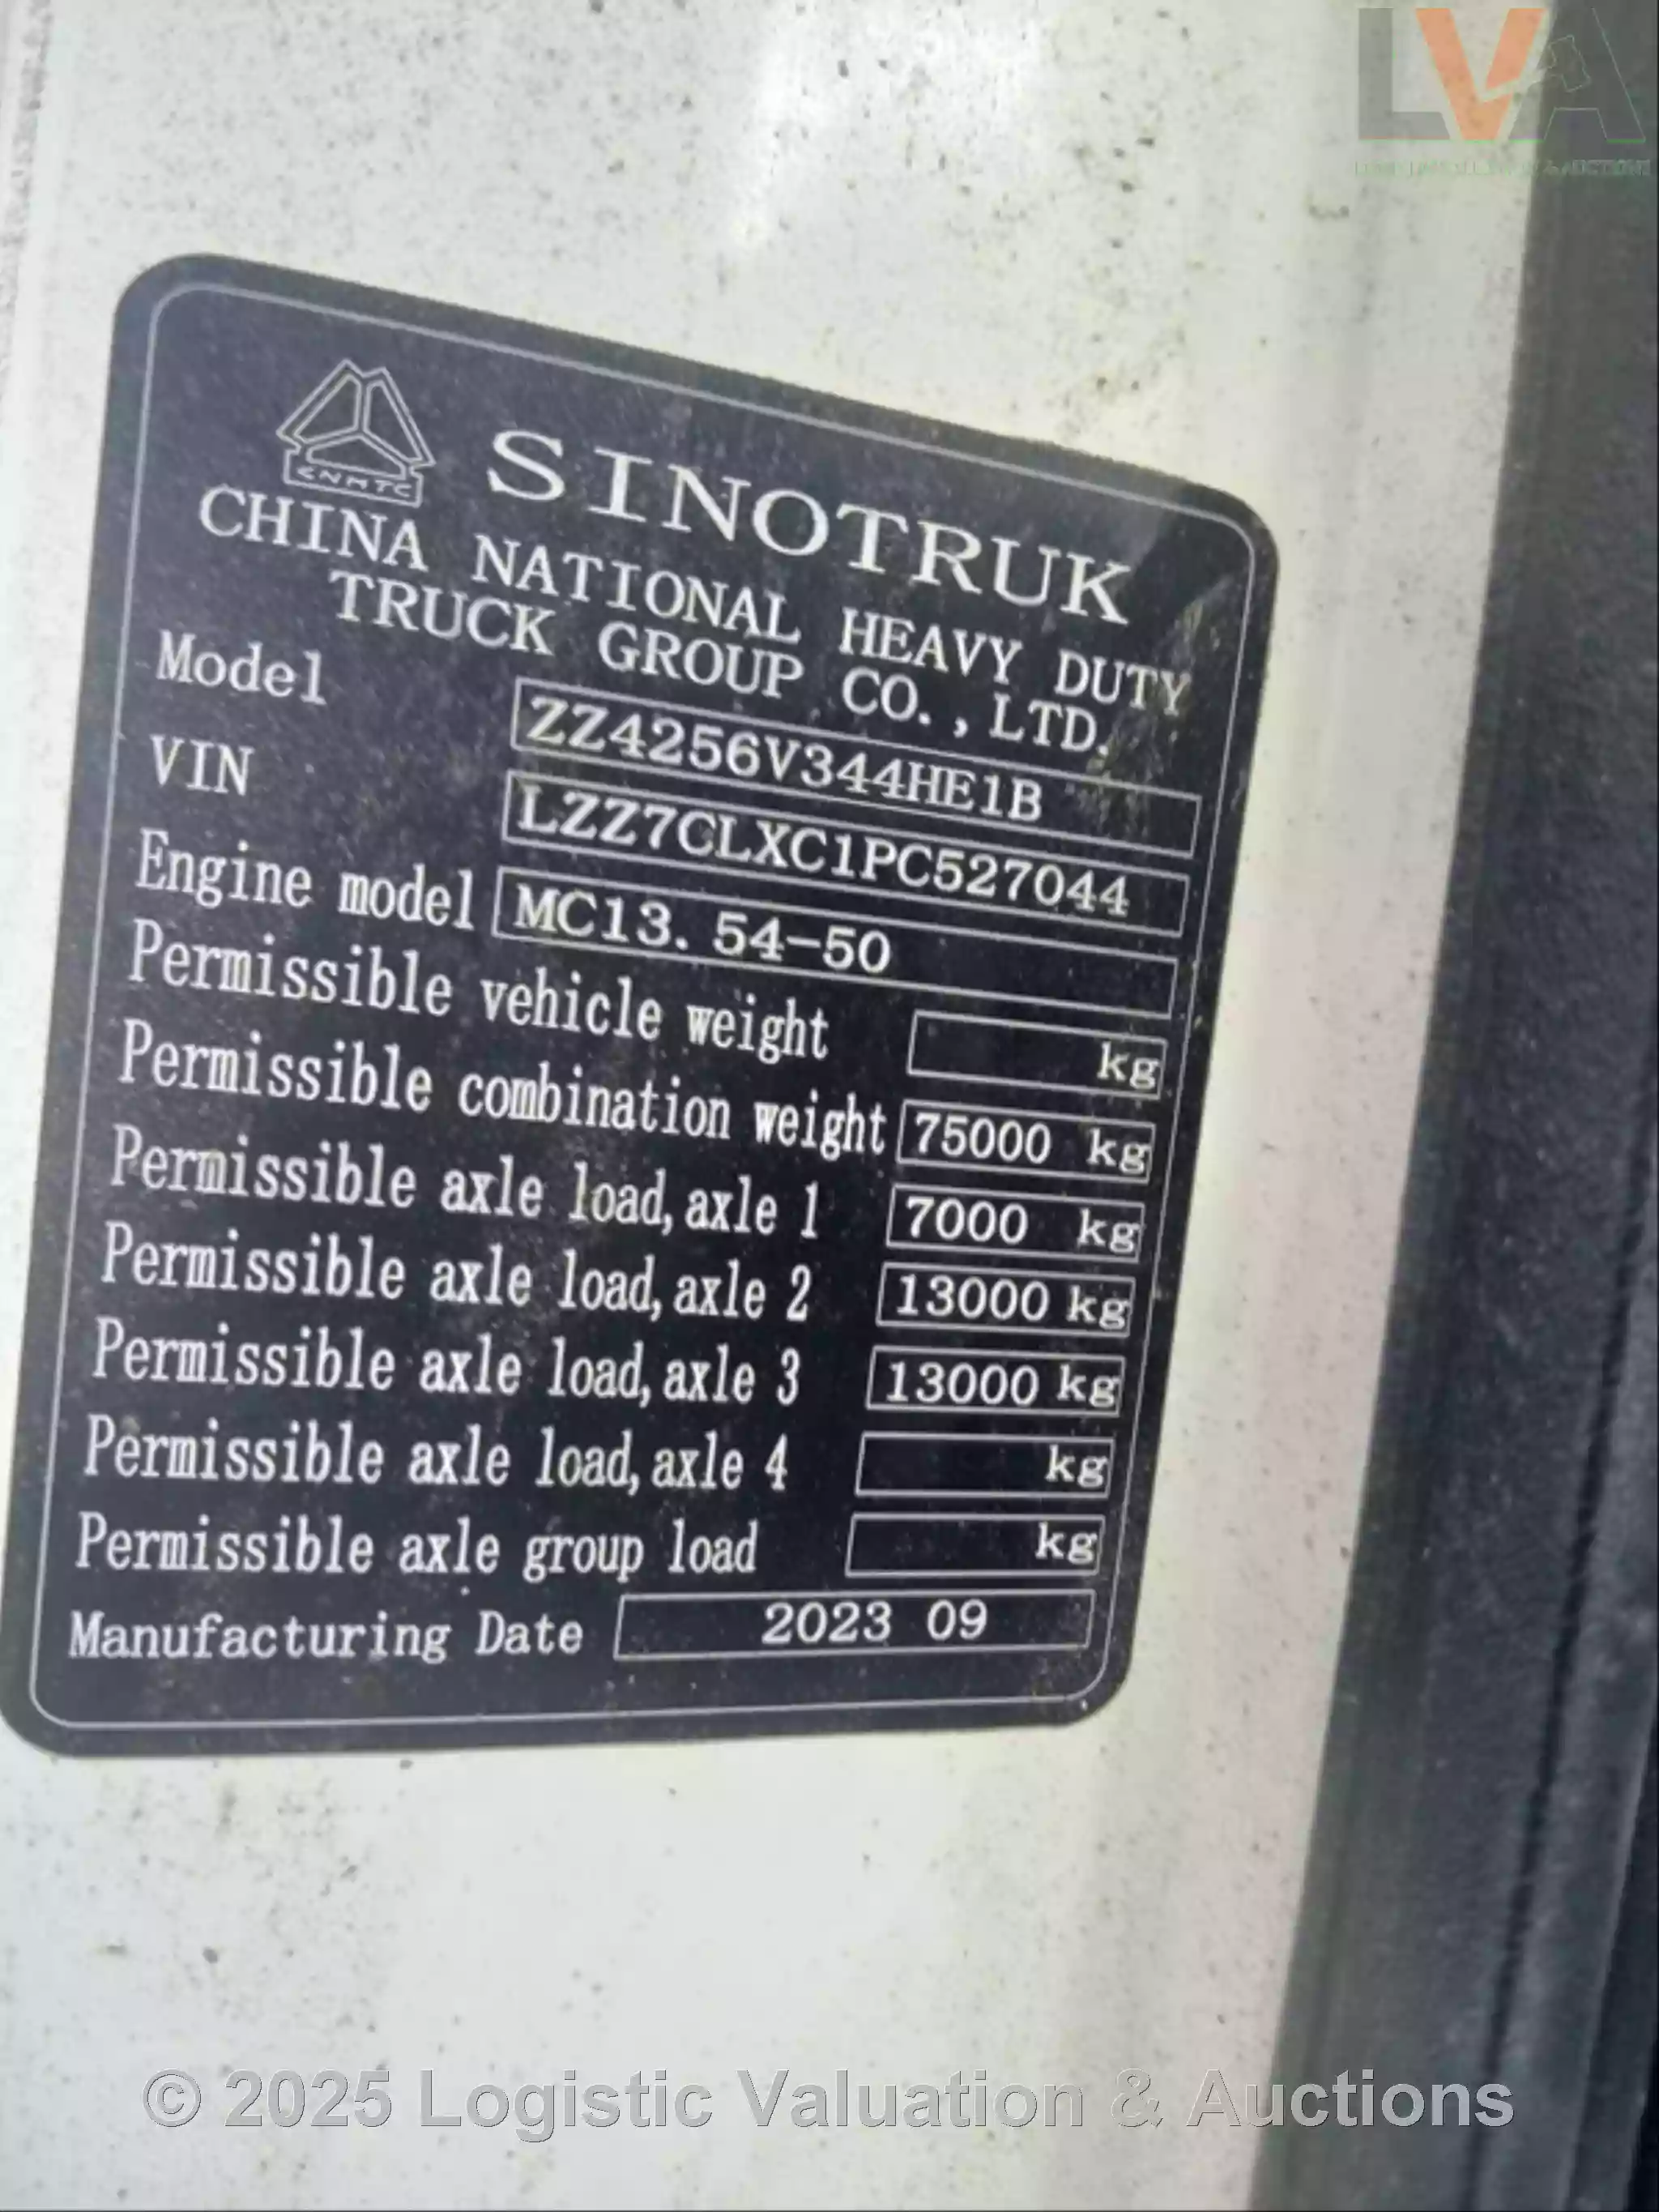 LVA
CNHTC
SINOTRUK
CHINA NATIONAL HEAVY DUTY
TRUCK GROUP CO., LTD.
Model ZZ4256V344HE1B
VIN LZZ7CLXC1PC527044
Engine model MC13.54-50
Permissible vehicle weight kg
Permissible combination weight 75000 kg
Permissible axle load, axle 1 7000 kg
Permissible axle load, axle 2 13000 kg
Permissible axle load, axle 3 13000 kg
Permissible axle load, axle 4 kg
Permissible axle group load kg
Manufacturing Date 2023 09
© 2025 Logistic Valuation & Auctions